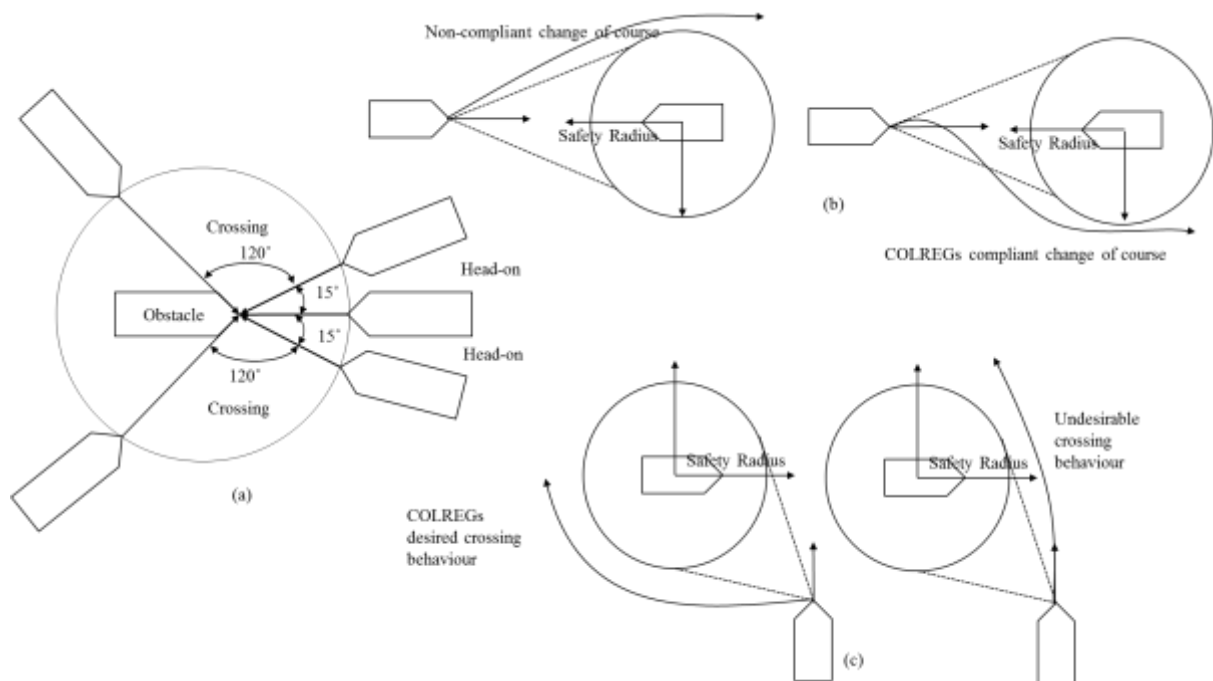 Non-compliant change of course
Safety Radius
Safety Radius
(b)
COLREGs compliant change of course
Crossing
120˚
Head-on
15˚
Obstacle
15˚
Head-on
120˚
Crossing
(a)
COLREGs
desired crossing
behaviour
Safety Radius
Safety Radius
Undesirable
crossing
behaviour
(c)